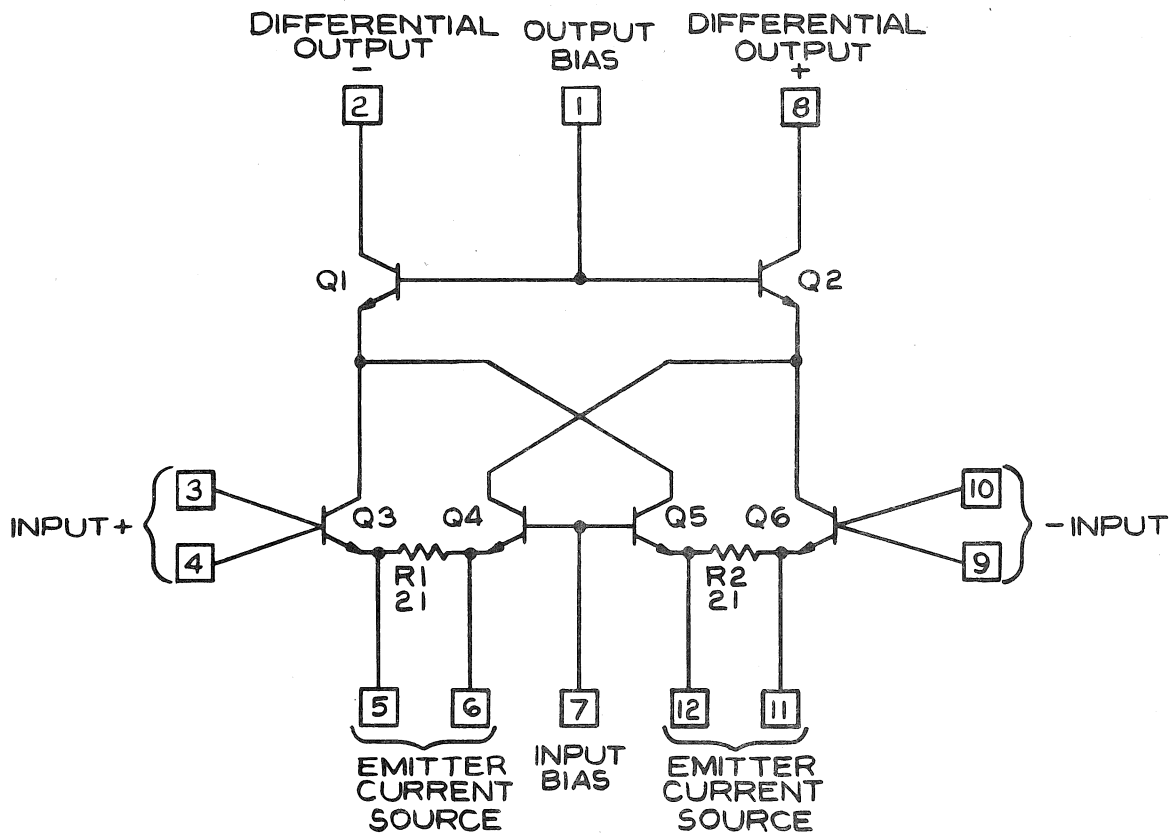 DIFFERENTIAL
OUTPUT
−
OUTPUT
BIAS
DIFFERENTIAL
OUTPUT
+
2
1
8
Q1
Q2
INPUT +
3
4
Q3
Q4
Q5
Q6
10
9
− INPUT
R1
21
R2
21
5
6
7
12
11
EMITTER
CURRENT
SOURCE
INPUT
BIAS
EMITTER
CURRENT
SOURCE